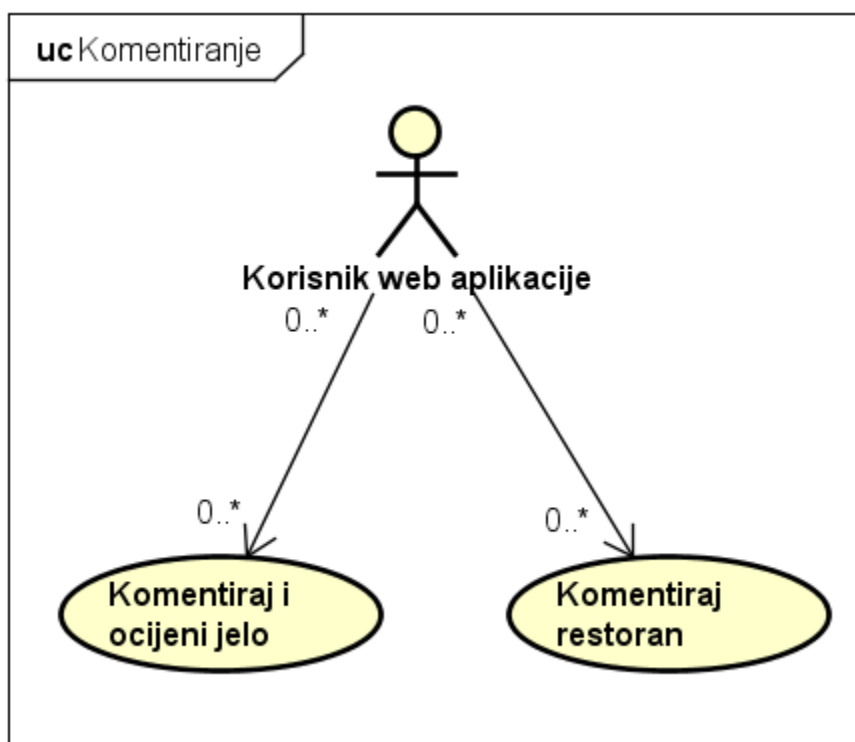 uc Komentiranje
Korisnik web aplikacije
0..*
0..*
0..*
0..*
Komentiraj i
ocijeni jelo
Komentiraj
restoran